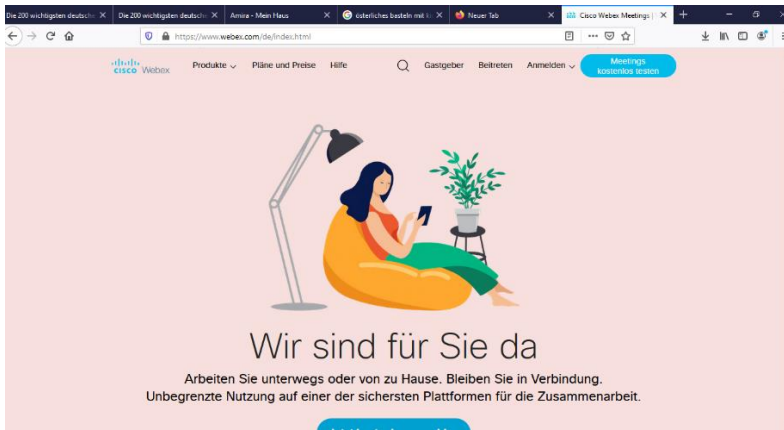 Die 200 wichtigsten deutsche
Die 200 wichtigsten deutsch
Amira - Mein Haus
österliches basteln mit
Neuer Tab
Cisco Webex Meetings |
https://www.webex.com/de/index.html
cisco Webex
Produkte
Pläne und Preise
Hilfe
Gastgeber
Beitreten
Anmelden
Meetings
kostenlos testen
Wir sind für Sie da
Arbeiten Sie unterwegs oder von zu Hause. Bleiben Sie in Verbindung.
Unbegrenzte Nutzung auf einer der sichersten Plattformen für die Zusammenarbeit.